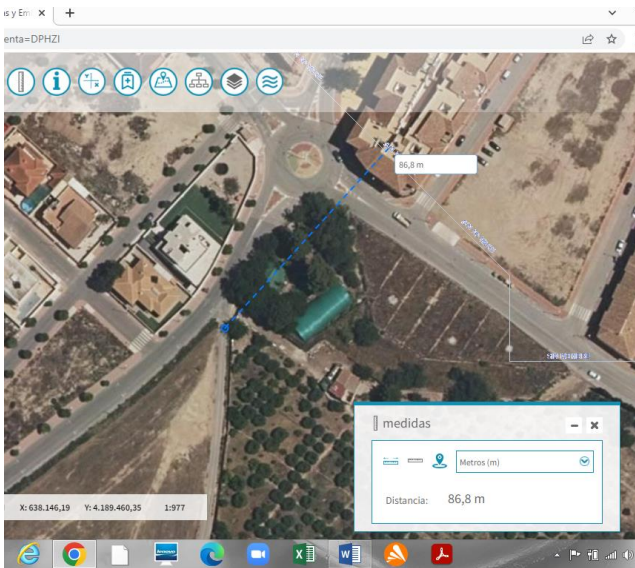 as y Em
enta=DPHZI
86,8 m
medidas
Metros (m)
Distancia: 86,8 m
X: 638.146,19 Y: 4.189.460,35 1:977